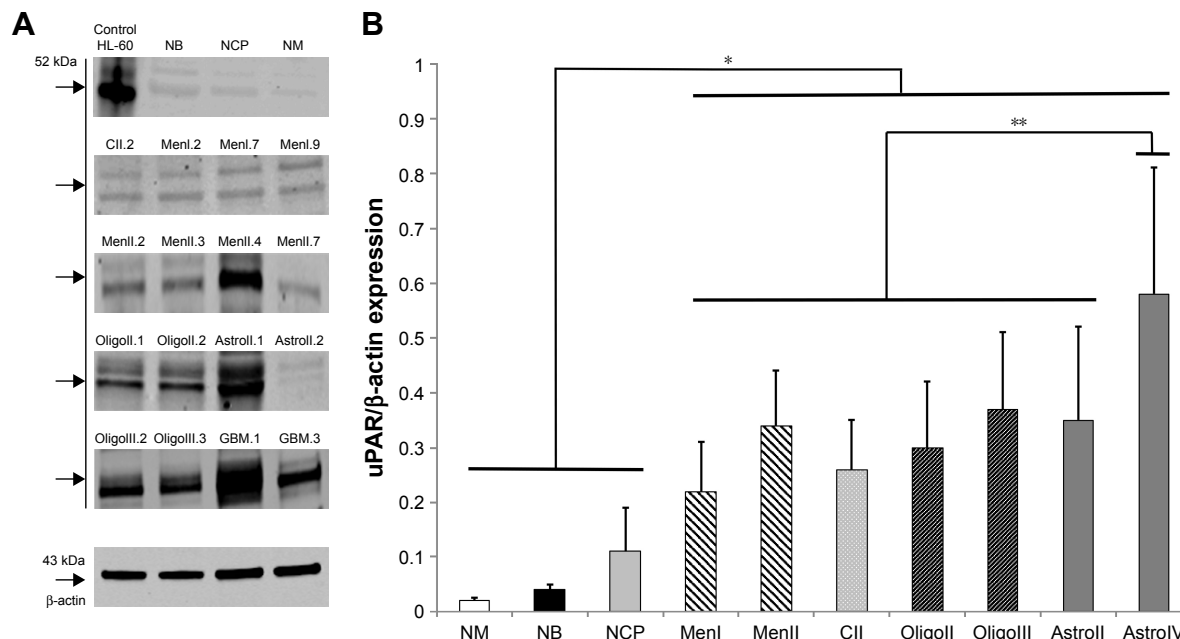 A
Control
HL-60 NB NCP NM
52 kDa
CII.2 MenI.2 MenI.7 MenI.9
MenII.2 MenII.3 MenII.4 MenII.7
OligoII.1 OligoII.2 AstroII.1 AstroII.2
OligoIII.2 OligoIII.3 GBM.1 GBM.3
43 kDa
β-actin
B
uPAR/β-actin expression
1
0.9
0.8
0.7
0.6
0.5
0.4
0.3
0.2
0.1
0
*
**
NM NB NCP MenI MenII CII OligoII OligoIII AstroII AstroIV